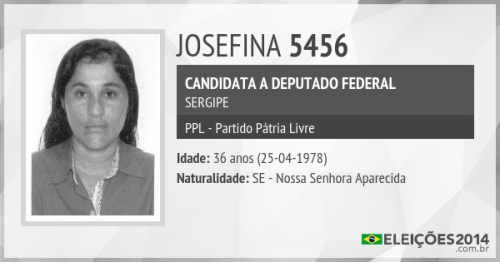 JOSEFINA 5456
CANDIDATA A DEPUTADO FEDERAL
SERGIPE
PPL - Partido Pátria Livre
Idade: 36 anos (25-04-1978)
Naturalidade: SE - Nossa Senhora Aparecida
ELEIÇÕES2014
.com.br